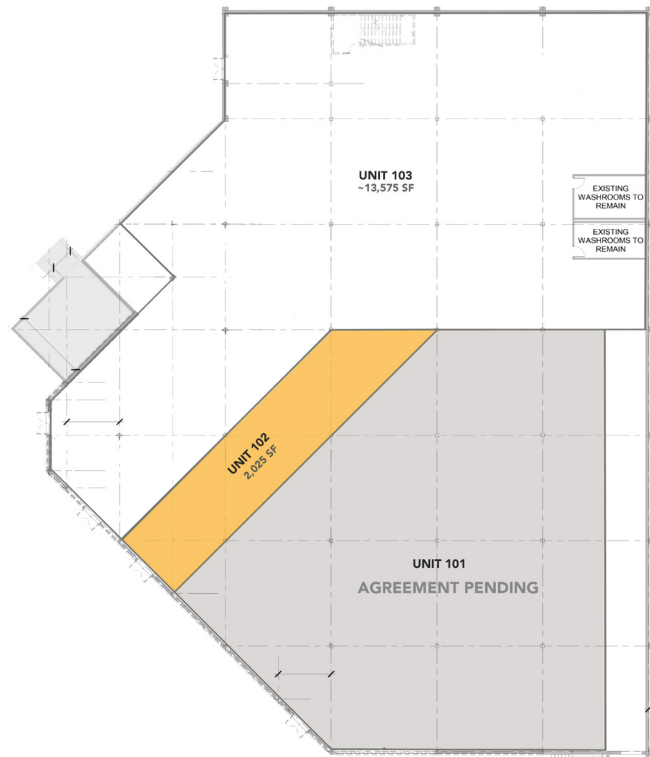 UNIT 103
~13,575 SF
EXISTING
WASHROOMS TO
REMAIN
EXISTING
WASHROOMS TO
REMAIN
UNIT 102
2,025 SF
UNIT 101
AGREEMENT PENDING